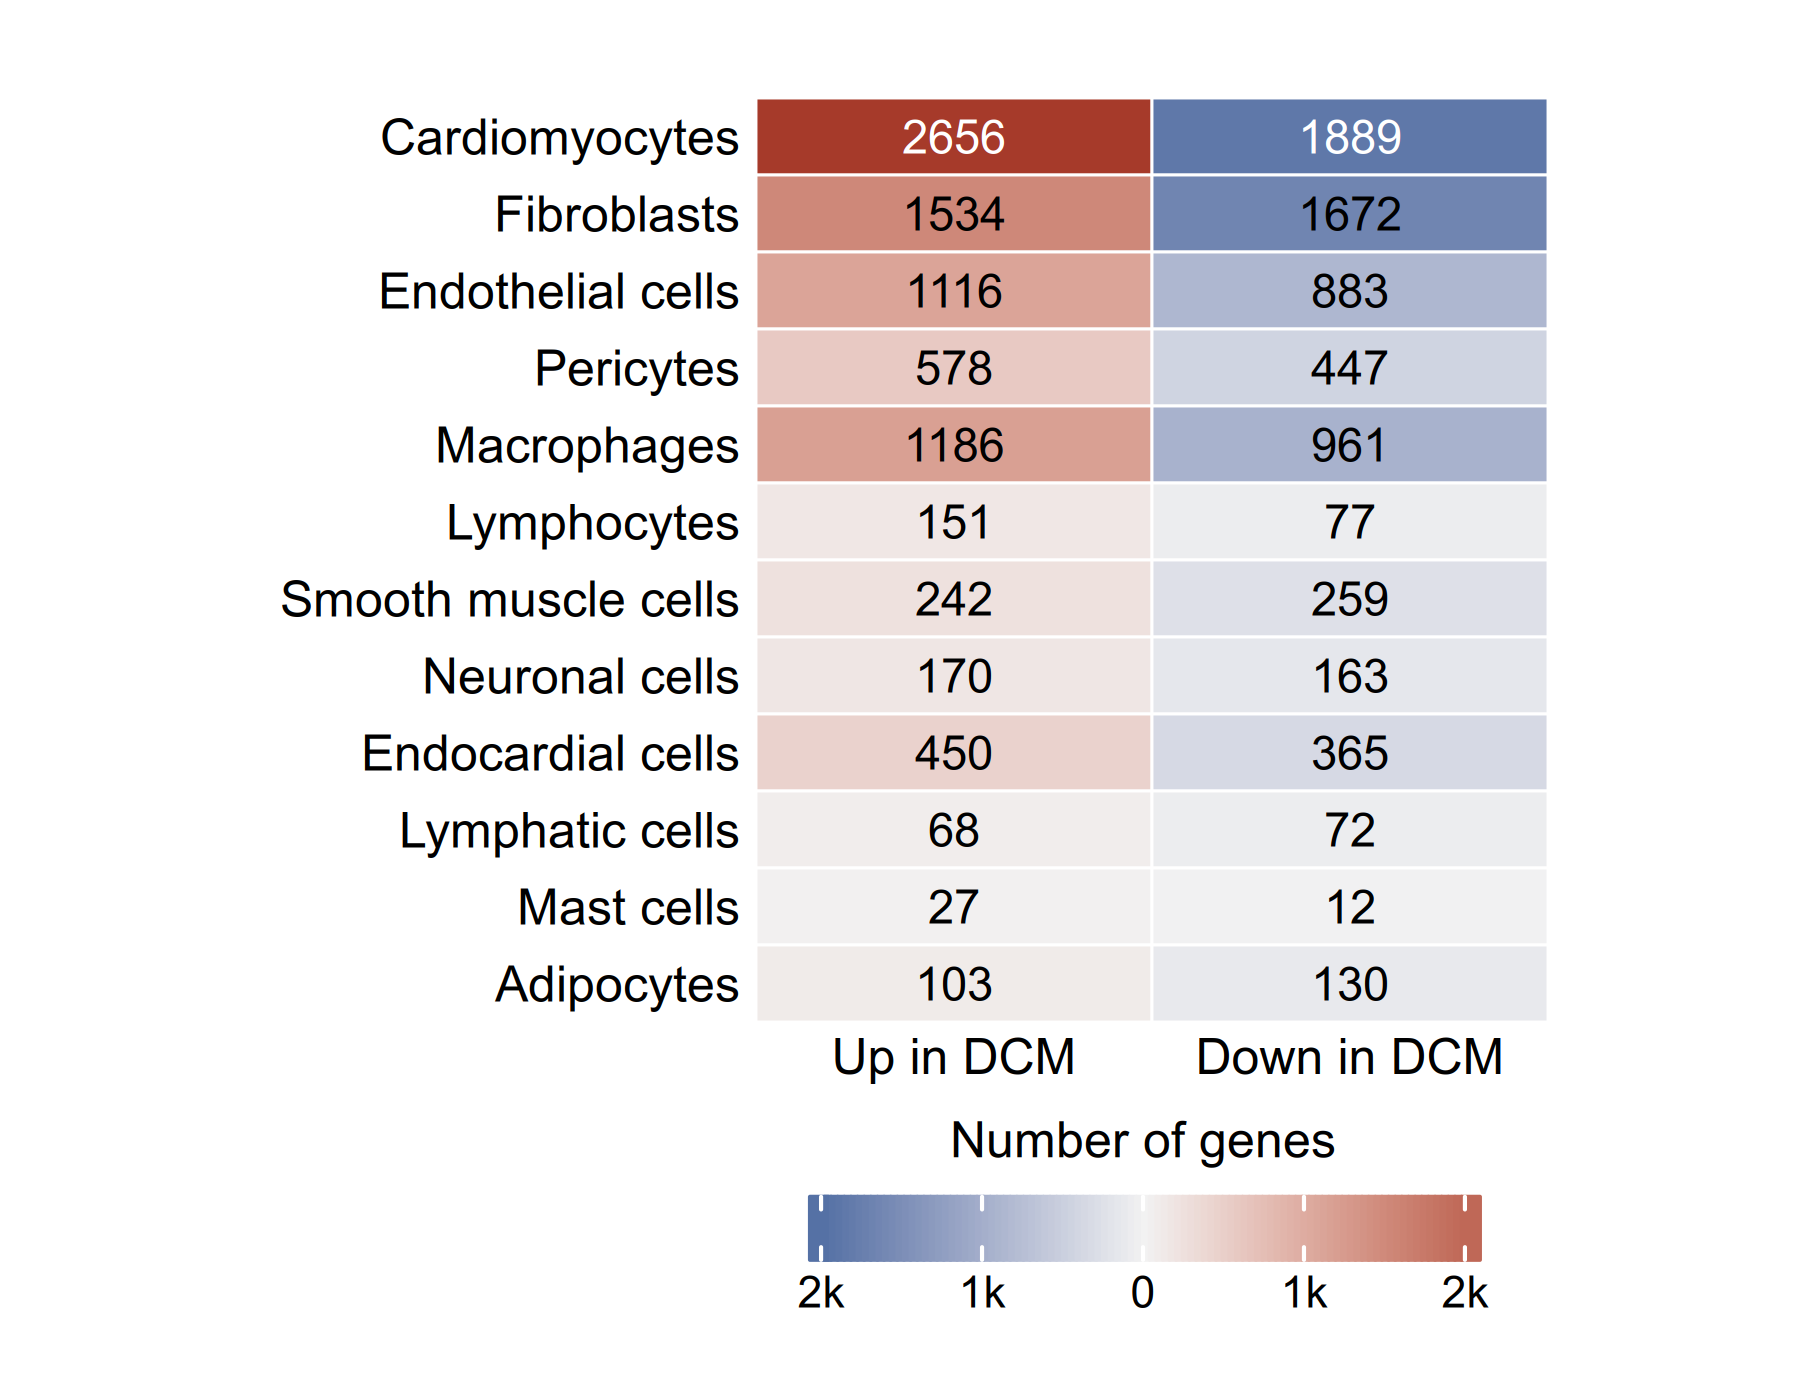 Cardiomyocytes 2656 1889
Fibroblasts 1534 1672
Endothelial cells 1116 883
Pericytes 578 447
Macrophages 1186 961
Lymphocytes 151 77
Smooth muscle cells 242 259
Neuronal cells 170 163
Endocardial cells 450 365
Lymphatic cells 68 72
Mast cells 27 12
Adipocytes 103 130
Up in DCM Down in DCM
Number of genes
2k 1k 0 1k 2k